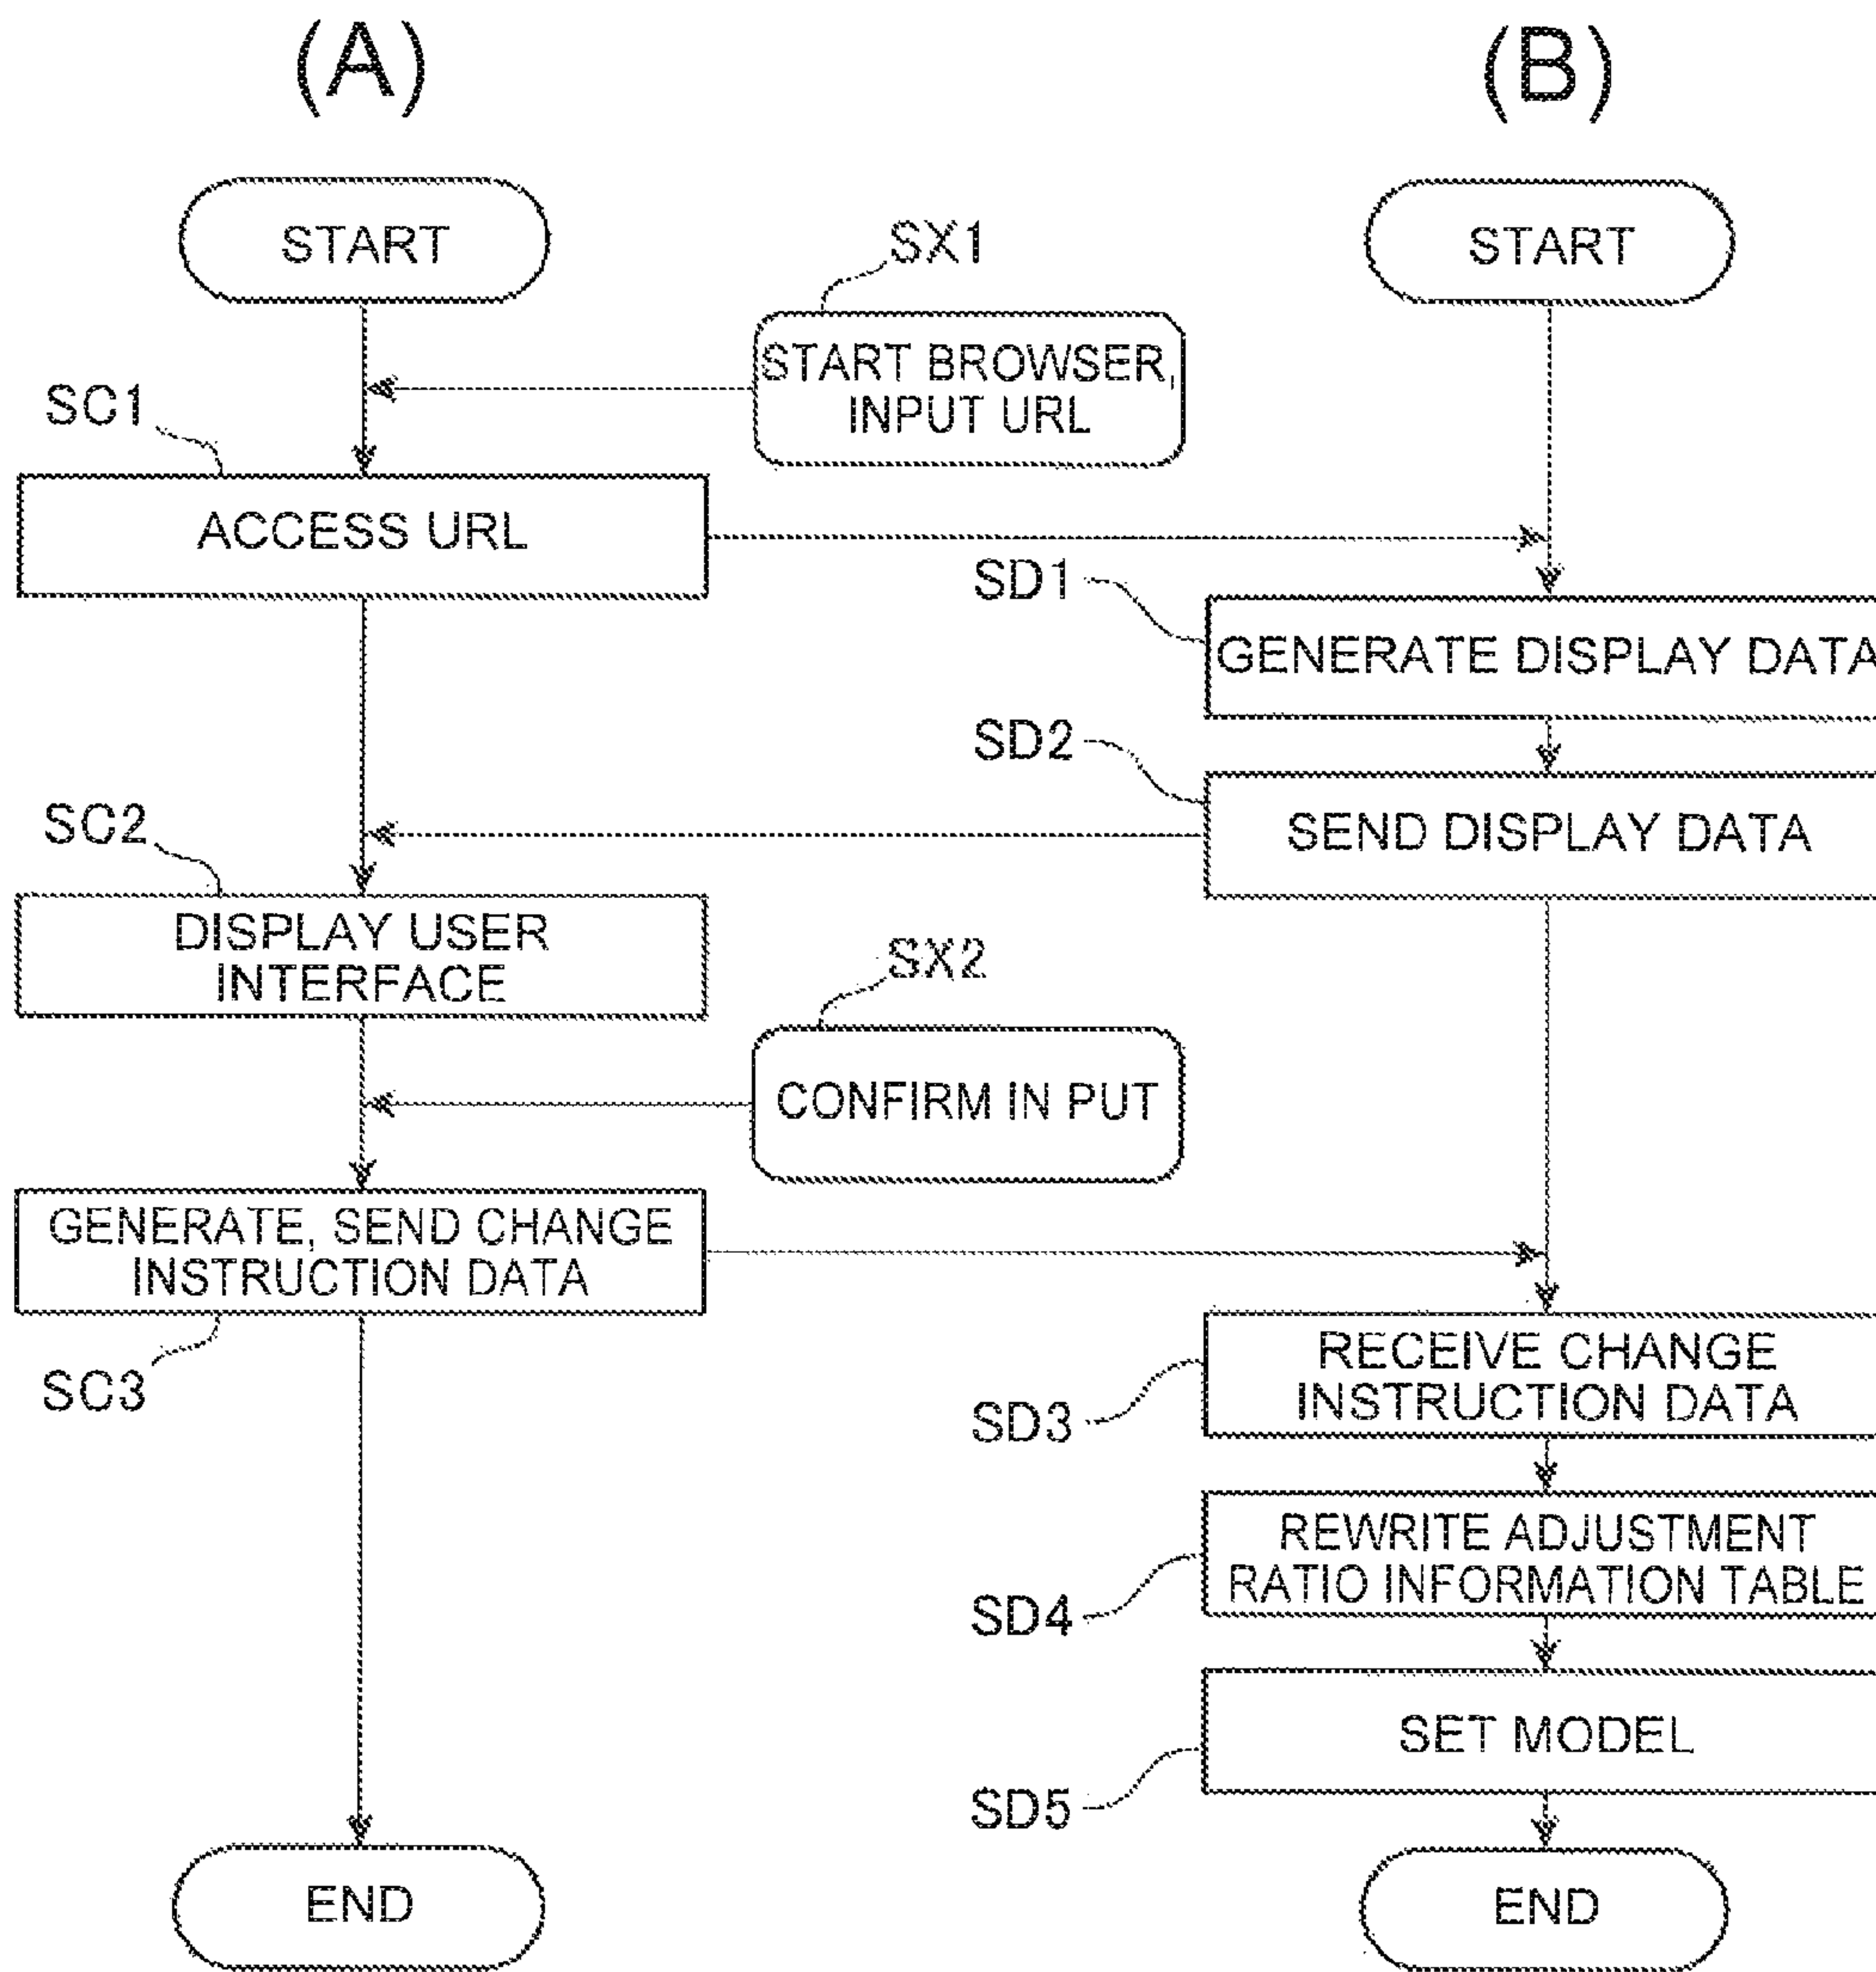 (A)
(B)
START
START
SX1
START BROWSER,
INPUT URL
SC1
ACCESS URL
SD1
GENERATE DISPLAY DATA
SD2
SEND DISPLAY DATA
SC2
DISPLAY USER
INTERFACE
SX2
CONFIRM IN PUT
GENERATE, SEND CHANGE
INSTRUCTION DATA
SC3
RECEIVE CHANGE
INSTRUCTION DATA
SD3
REWRITE ADJUSTMENT
RATIO INFORMATION TABLE
SD4
SET MODEL
SD5
END
END